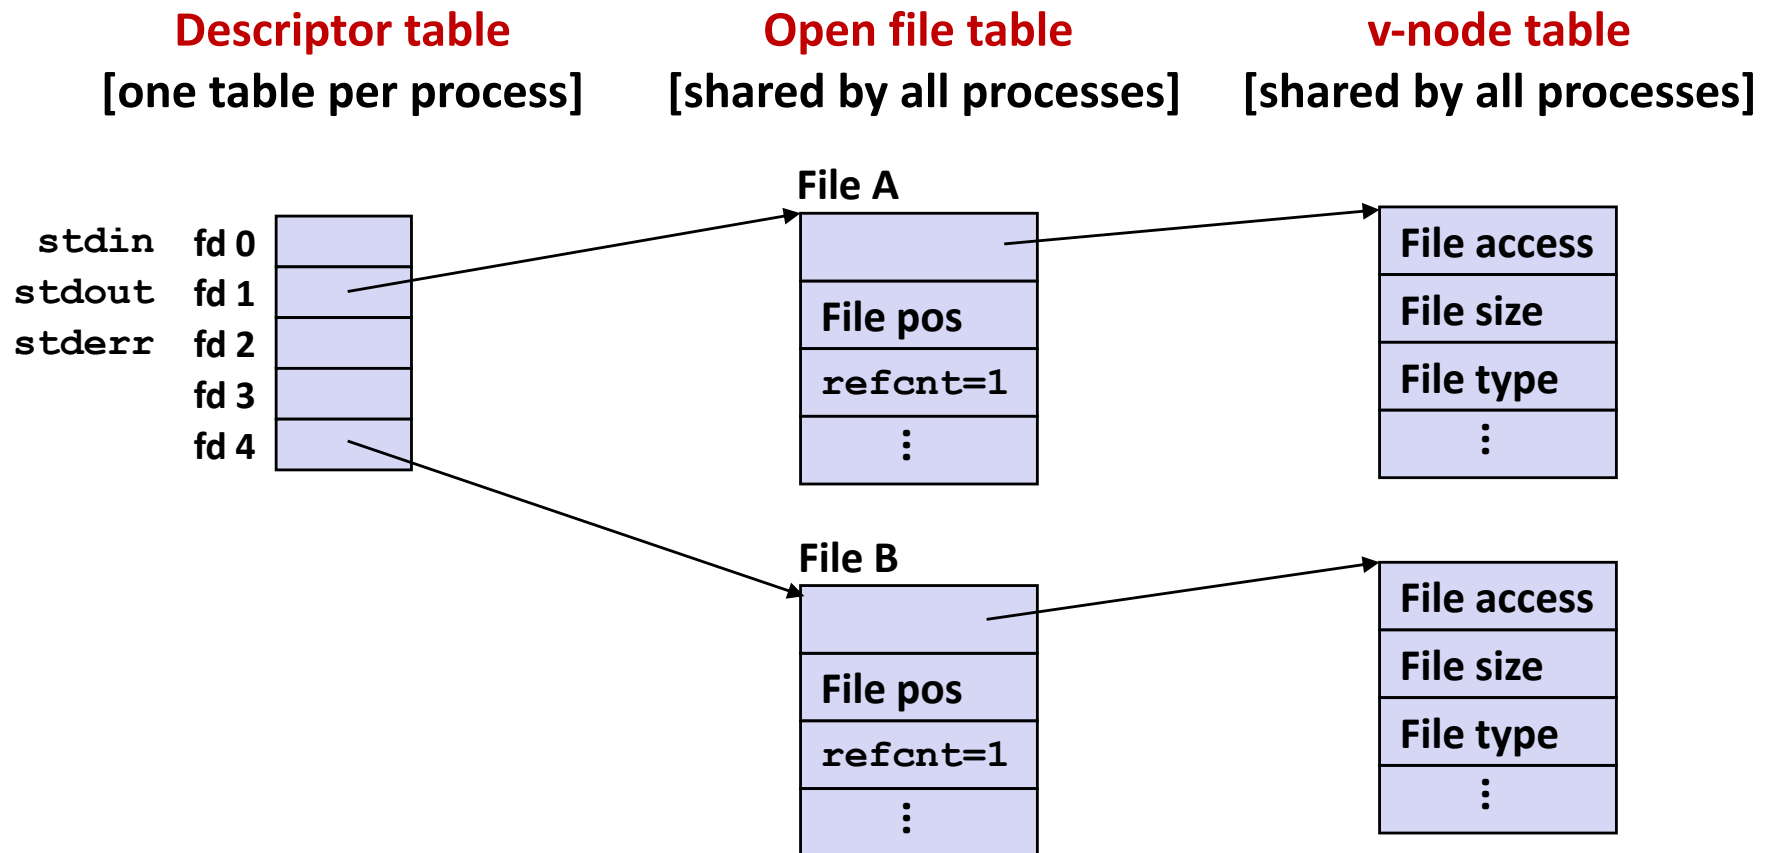 Descriptor table
[one table per process]
Open file table
[shared by all processes]
v-node table
[shared by all processes]
stdin fd 0
stdout fd 1
stderr fd 2
fd 3
fd 4
File A
File pos
refcnt=1
⋮
File access
File size
File type
⋮
File B
File pos
refcnt=1
⋮
File access
File size
File type
⋮